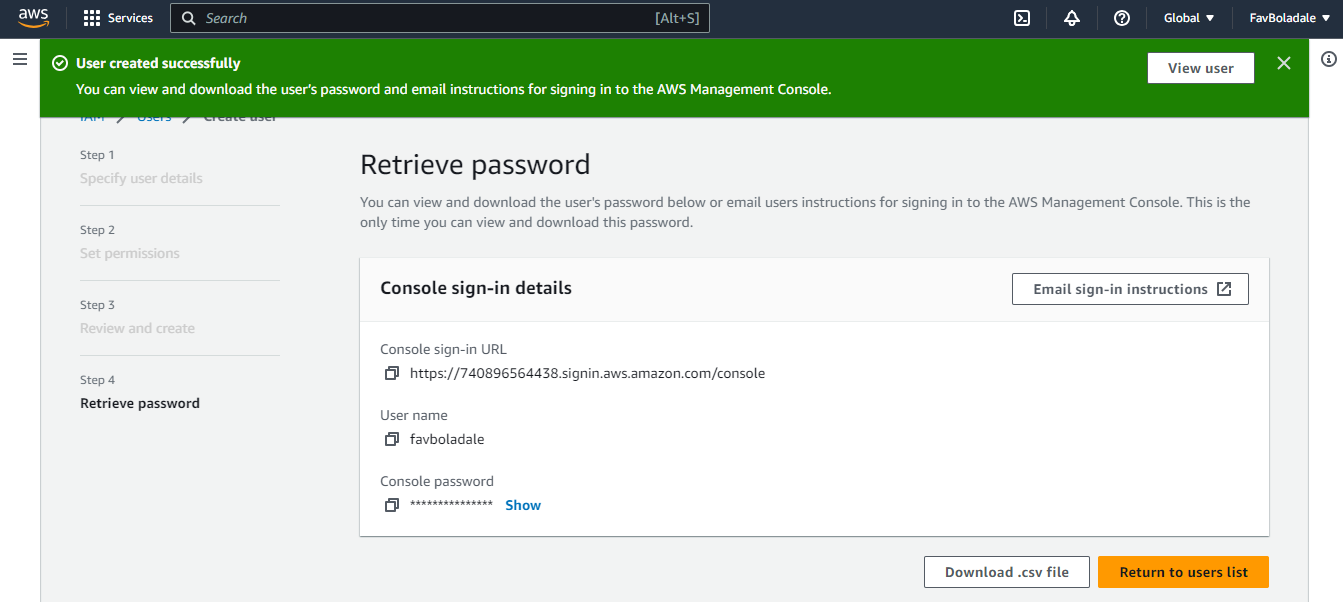 aws
Services
Search
[Alt+S]
Global
FavBoladale
User created successfully
You can view and download the user's password and email instructions for signing in to the AWS Management Console.
View user
IAM
Users
Create user
Step 1
Specify user details
Step 2
Set permissions
Step 3
Review and create
Step 4
Retrieve password
Retrieve password
You can view and download the user's password below or email users instructions for signing in to the AWS Management Console. This is the
only time you can view and download this password.
Console sign-in details
Email sign-in instructions
Console sign-in URL
https://740896564438.signin.aws.amazon.com/console
User name
favboladale
Console password
*************** Show
Download .csv file
Return to users list